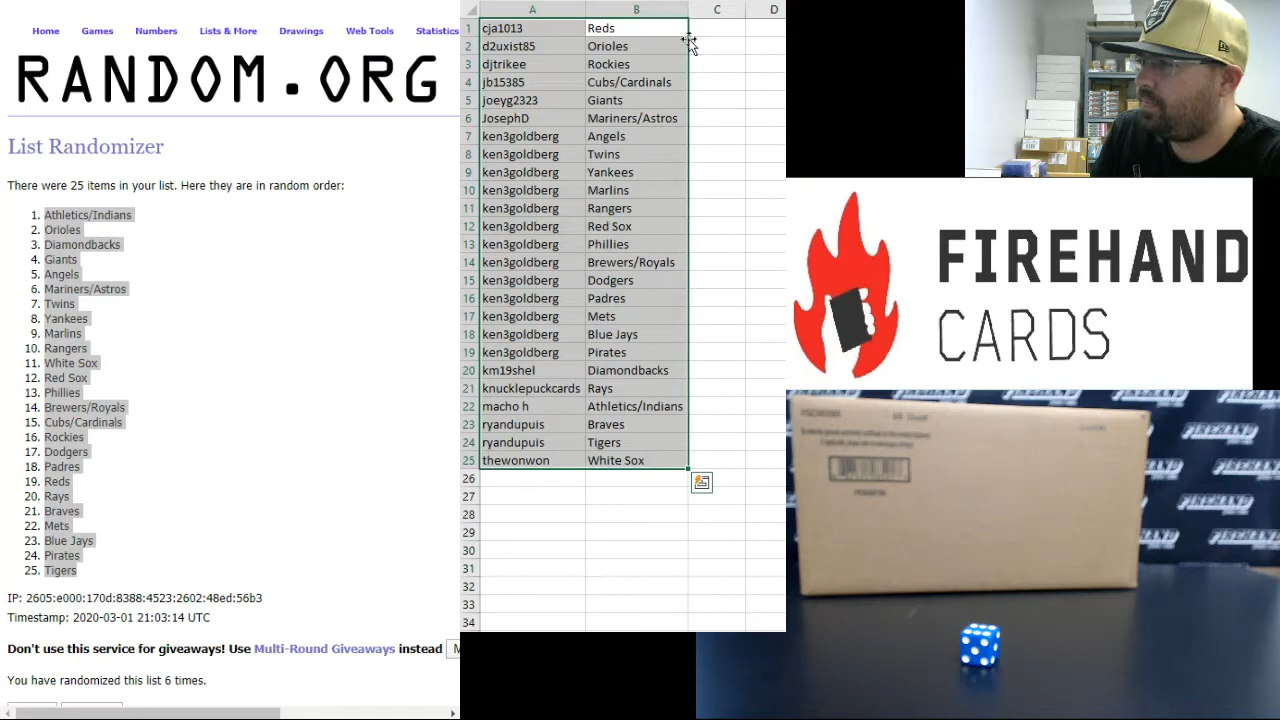 Home Games Numbers Lists & More Drawings Web Tools Statistics
RANDOM.ORG
List Randomizer
There were 25 items in your list. Here they are in random order:
1. Athletics/Indians
2. Orioles
3. Diamondbacks
4. Giants
5. Angels
6. Mariners/Astros
7. Twins
8. Yankees
9. Marlins
10. Rangers
11. White Sox
12. Red Sox
13. Phillies
14. Brewers/Royals
15. Cubs/Cardinals
16. Rockies
17. Dodgers
18. Padres
19. Reds
20. Rays
21. Braves
22. Mets
23. Blue Jays
24. Pirates
25. Tigers
IP: 2605:e000:170d:8388:4523:2602:48ed:56b3
Timestamp: 2020-03-01 21:03:14 UTC
Don't use this service for giveaways! Use Multi-Round Giveaways instead
You have randomized this list 6 times.
A B C D
1 cja1013 Reds
2 d2uxist85 Orioles
3 djtrikee Rockies
4 jb15385 Cubs/Cardinals
5 joeyg2323 Giants
6 JosephD Mariners/Astros
7 ken3goldberg Angels
8 ken3goldberg Twins
9 ken3goldberg Yankees
10 ken3goldberg Marlins
11 ken3goldberg Rangers
12 ken3goldberg Red Sox
13 ken3goldberg Phillies
14 ken3goldberg Brewers/Royals
15 ken3goldberg Dodgers
16 ken3goldberg Padres
17 ken3goldberg Mets
18 ken3goldberg Blue Jays
19 ken3goldberg Pirates
20 km19shel Diamondbacks
21 knucklepuckcards Rays
22 macho h Athletics/Indians
23 ryandupuis Braves
24 ryandupuis Tigers
25 thewonwon White Sox
26
27
28
29
30
31
32
33
34
FIREHAND
CARDS